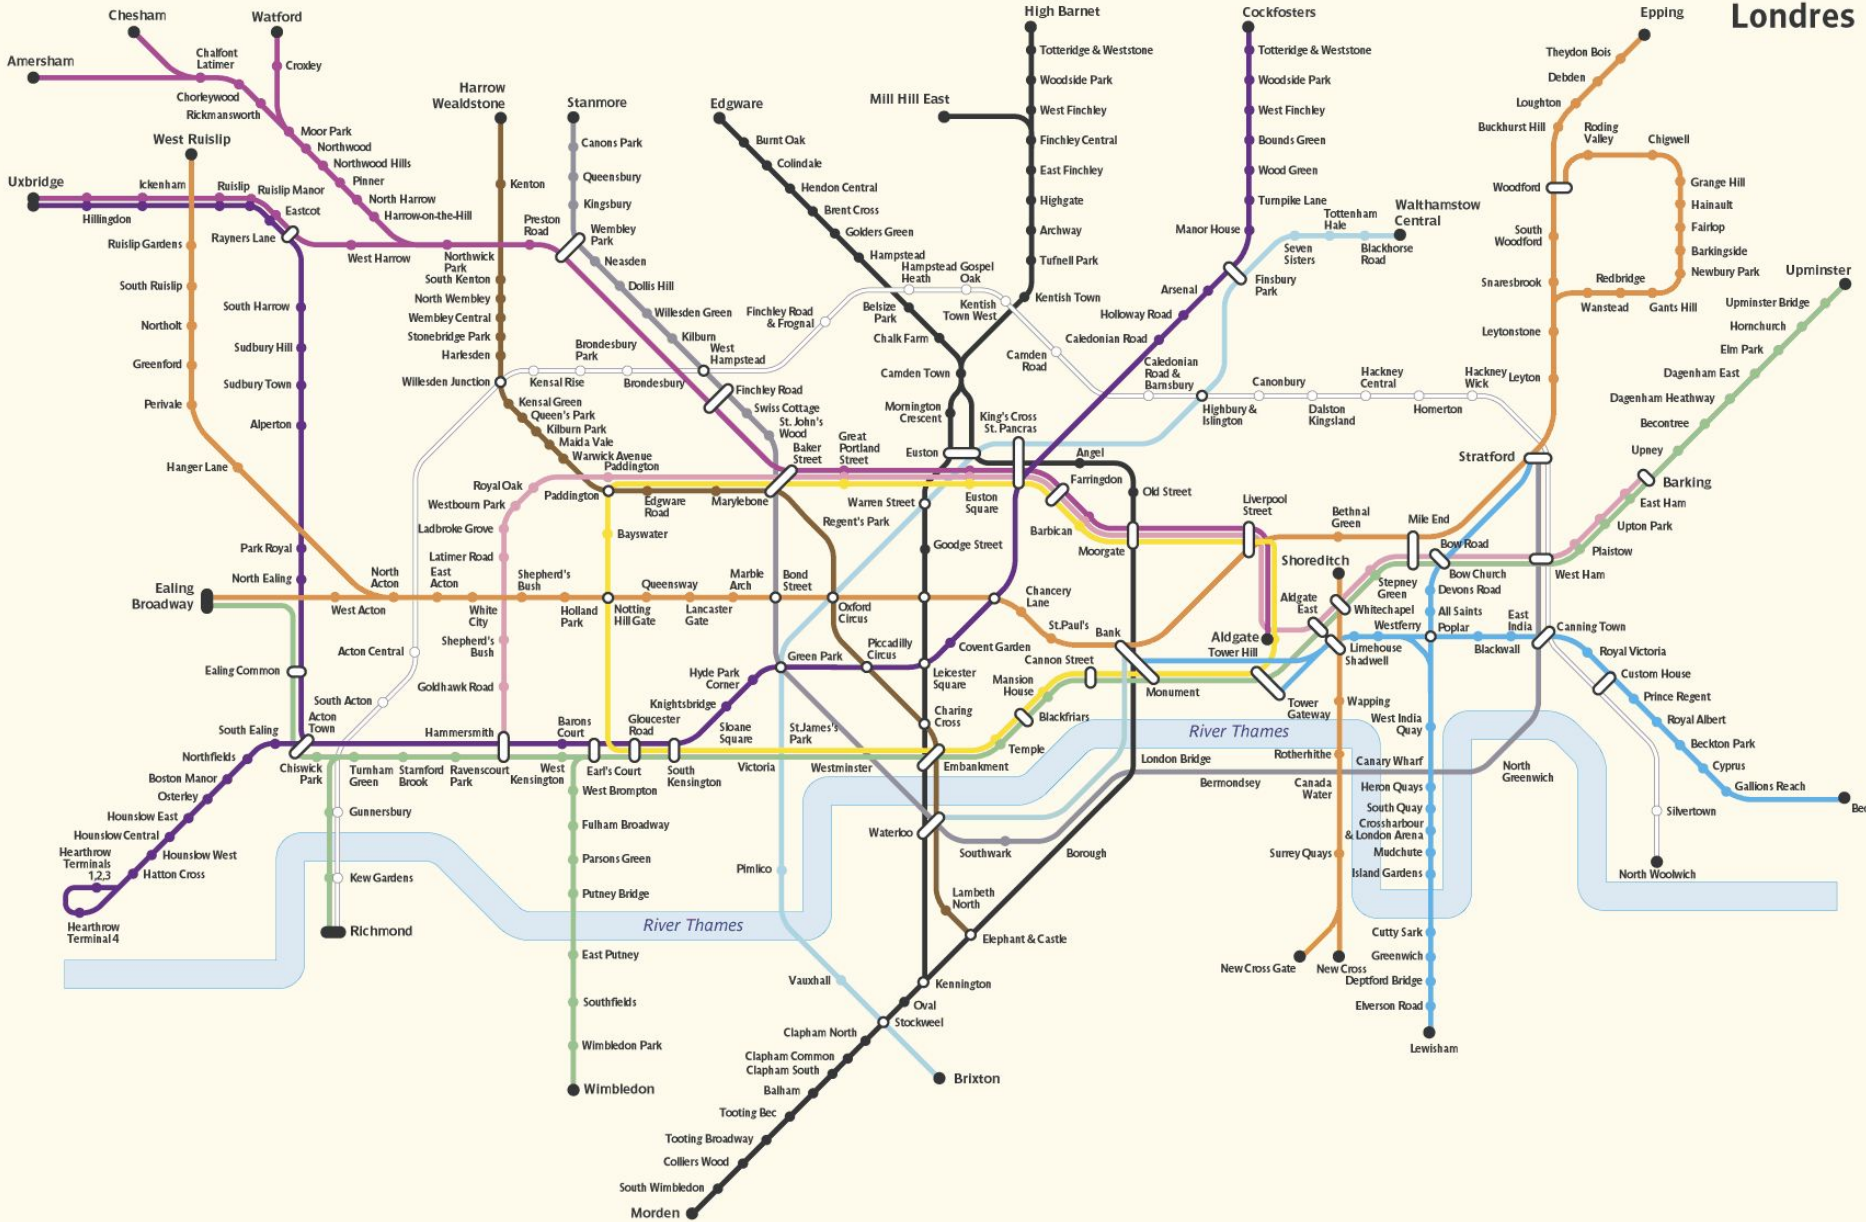 Londres
Chesham
Watford
Amersham
Chalfont
Latimer
Croxley
Chorleywood
Rickmansworth
Moor Park
Northwood
Northwood Hills
Pinner
North Harrow
Harrow-on-the-Hill
West Ruislip
Uxbridge
Ickenham
Ruislip
Ruislip Manor
Eastcot
Hillingdon
Rayners Lane
West Harrow
Northwick
Park
Preston
Road
Ruislip Gardens
South Ruislip
Northolt
Greenford
Perivale
Hanger Lane
South Harrow
Sudbury Hill
Sudbury Town
Alperton
Park Royal
North Ealing
Harrow
Wealdstone
Kenton
South Kenton
North Wembley
Wembley Central
Stonebridge Park
Harlesden
Willesden Junction
Kensal Green
Queen's Park
Kilburn Park
Maida Vale
Warwick Avenue
Paddington
Paddington
Edgware
Road
Marylebone
Stanmore
Canons Park
Queensbury
Kingsbury
Wembley
Park
Neasden
Dollis Hill
Willesden Green
Kilburn
West
Hampstead
Finchley Road
Swiss Cottage
St. John's
Wood
Baker
Street
Great
Portland
Street
Kensal Rise
Brondesbury
Park
Brondesbury
Finchley Road
& Frognal
Hampstead
Heath
Gospel
Oak
Kentish
Town West
Camden
Road
Caledonian
Road &
Barnsbury
Highbury &
Islington
Canonbury
Dalston
Kingsland
Hackney
Central
Homerton
Hackney
Wick
Edgware
Burnt Oak
Colindale
Hendon Central
Brent Cross
Golders Green
Hampstead
Belsize
Park
Chalk Farm
Camden Town
Mornington
Crescent
Euston
Mill Hill East
High Barnet
Totteridge & Weststone
Woodside Park
West Finchley
Finchley Central
East Finchley
Highgate
Archway
Tufnell Park
Kentish Town
Cockfosters
Totteridge & Weststone
Woodside Park
West Finchley
Bounds Green
Wood Green
Turnpike Lane
Manor House
Finsbury
Park
Arsenal
Holloway Road
Caledonian Road
King's Cross
St. Pancras
Walthamstow
Central
Tottenham
Hale
Seven
Sisters
Blackhorse
Road
Epping
Theydon Bois
Debden
Loughton
Buckhurst Hill
Roding
Valley
Chigwell
Woodford
Grange Hill
Hainault
Fairlop
Barkingside
Newbury Park
Gants Hill
Redbridge
Wanstead
South
Woodford
Snaresbrook
Leytonstone
Leyton
Stratford
Upminster
Upminster Bridge
Hornchurch
Elm Park
Dagenham East
Dagenham Heathway
Becontree
Upney
Barking
East Ham
Upton Park
Plaistow
West Ham
Royal Oak
Westbourn Park
Ladbroke Grove
Latimer Road
Shepherd's
Bush
Goldhawk Road
Hammersmith
Bayswater
Warren Street
Regent's Park
Euston
Square
Angel
Old Street
Farringdon
Barbican
Moorgate
Liverpool
Street
Bethnal
Green
Mile End
Bow Road
Bow Church
Stepney
Green
Shoreditch
Whitechapel
Aldgate
East
Aldgate
Goodge Street
Ealing
Broadway
West Acton
North
Acton
East
Acton
White
City
Shepherd's
Bush
Holland
Park
Notting
Hill Gate
Queensway
Lancaster
Gate
Marble
Arch
Bond
Street
Oxford
Circus
Chancery
Lane
St.Paul's
Bank
Tower Hill
Cannon Street
Mansion
House
Blackfriars
Temple
Monument
Tower
Gateway
Limehouse
Shadwell
Westferry
Poplar
Devons Road
All Saints
East
India
Blackwall
Canning Town
Royal Victoria
Custom House
Prince Regent
Royal Albert
Beckton Park
Cyprus
Gallions Reach
Bec
Silvertown
North Woolwich
Ealing Common
Acton Central
South Acton
Acton
Town
South Ealing
Northfields
Boston Manor
Osterley
Hounslow East
Hounslow Central
Hounslow West
Hatton Cross
Hearthrow
Terminals
1,2,3
Hearthrow
Terminal 4
Chiswick
Park
Turnham
Green
Starnford
Brook
Ravenscourt
Park
West
Kensington
Barons
Court
Earl's Court
Gloucester
Road
South
Kensington
Knightsbridge
Hyde Park
Corner
Green Park
Piccadilly
Circus
Leicester
Square
Covent Garden
Charing
Cross
Sloane
Square
Victoria
St.James's
Park
Westminster
Embankment
Gunnersbury
Kew Gardens
Richmond
West Brompton
Fulham Broadway
Parsons Green
Putney Bridge
East Putney
Southfields
Wimbledon Park
Wimbledon
River Thames
River Thames
Pimlico
Vauxhall
Brixton
Waterloo
Southwark
Lambeth
North
Elephant & Castle
Borough
London Bridge
Bermondsey
Canada
Water
Canary Wharf
North
Greenwich
Wapping
Rotherhithe
Surrey Quays
New Cross Gate
New Cross
West India
Quay
Heron Quays
South Quay
Crossharbour
& London Arena
Mudchute
Island Gardens
Cutty Sark
Greenwich
Deptford Bridge
Elverson Road
Lewisham
Kennington
Oval
Stockweel
Clapham North
Clapham Common
Clapham South
Balham
Tooting Bec
Tooting Broadway
Colliers Wood
South Wimbledon
Morden